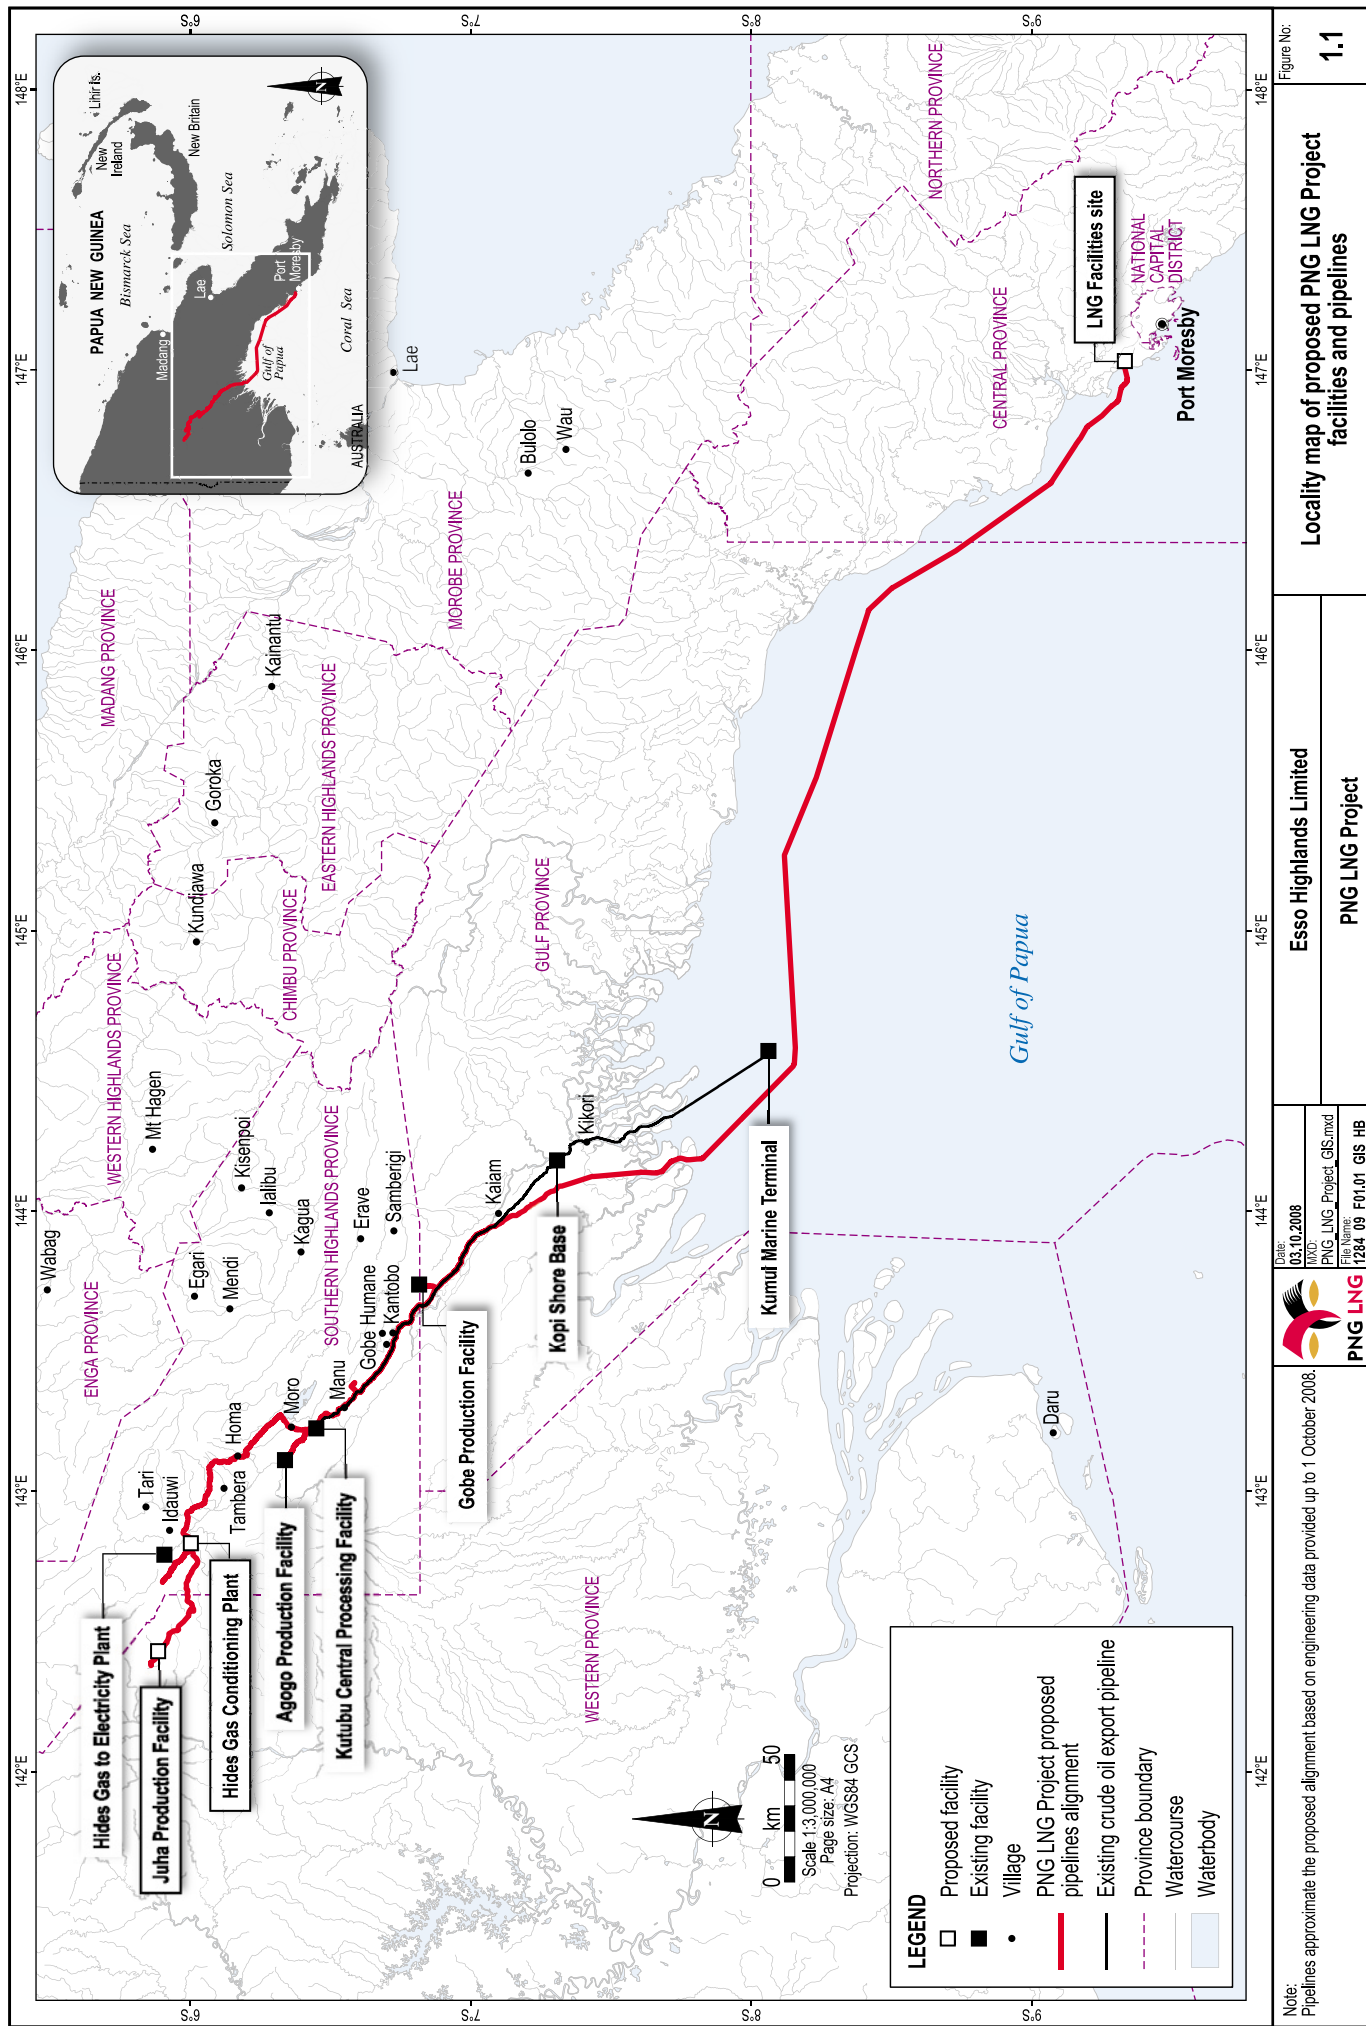 142°E
143°E
144°E
145°E
146°E
147°E
148°E
6°S
7°S
8°S
9°S
6°S
7°S
8°S
9°S
142°E
143°E
144°E
145°E
146°E
147°E
148°E
PAPUA NEW GUINEA
Bismarck Sea
New
Ireland
Lihir Is.
New Britain
Solomon Sea
Madang
Lae
Port
Moresby
Gulf of
Papua
Coral Sea
AUSTRALIA
N
ENGA PROVINCE
WESTERN HIGHLANDS PROVINCE
MADANG PROVINCE
CHIMBU PROVINCE
EASTERN HIGHLANDS PROVINCE
SOUTHERN HIGHLANDS PROVINCE
MOROBE PROVINCE
GULF PROVINCE
WESTERN PROVINCE
CENTRAL PROVINCE
NORTHERN PROVINCE
NATIONAL
CAPITAL
DISTRICT
Wabag
Mt Hagen
Kundiawa
Goroka
Kainantu
Egari
Mendi
Kisenpoi
Ialibu
Kagua
Erave
Samberigi
Tari
Idauwi
Tambera
Homa
Moro
Manu
Gobe Humane
Kantobo
Kaiam
Kikori
Daru
Lae
Bulolo
Wau
Port Moresby
Gulf of Papua
Hides Gas to Electricity Plant
Juha Production Facility
Hides Gas Conditioning Plant
Agogo Production Facility
Kutubu Central Processing Facility
Gobe Production Facility
Kopi Shore Base
Kumul Marine Terminal
LNG Facilities site
N
0 km 50
Scale 1:3,000,000
Page size: A4
Projection: WGS84 GCS
LEGEND
Proposed facility
Existing facility
Village
PNG LNG Project proposed
pipelines alignment
Existing crude oil export pipeline
Province boundary
Watercourse
Waterbody
Note:
Pipelines approximate the proposed alignment based on engineering data provided up to 1 October 2008.
PNG LNG
Date:
03.10.2008
MXD:
PNG_LNG_Project_GIS.mxd
File Name:
1284_09_F01.01_GIS_HB
Esso Highlands Limited
PNG LNG Project
Locality map of proposed PNG LNG Project
facilities and pipelines
Figure No:
1.1